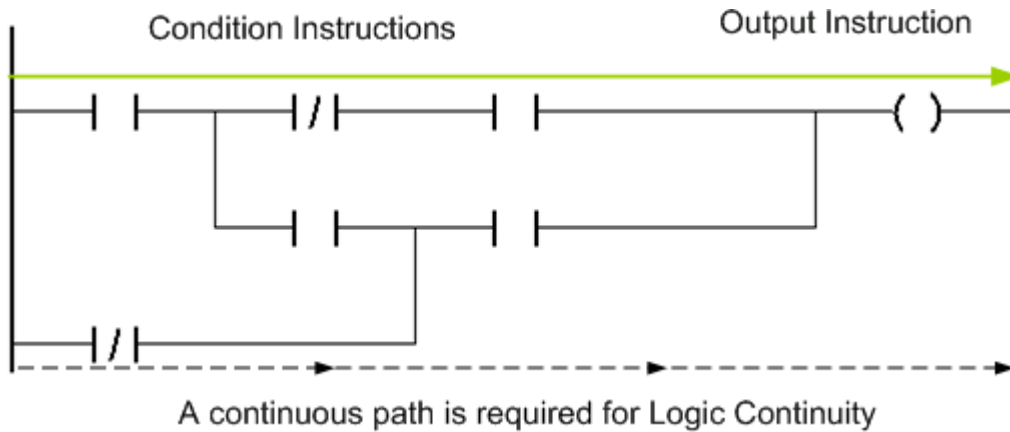 Condition Instructions
Output Instruction
A continuous path is required for Logic Continuity